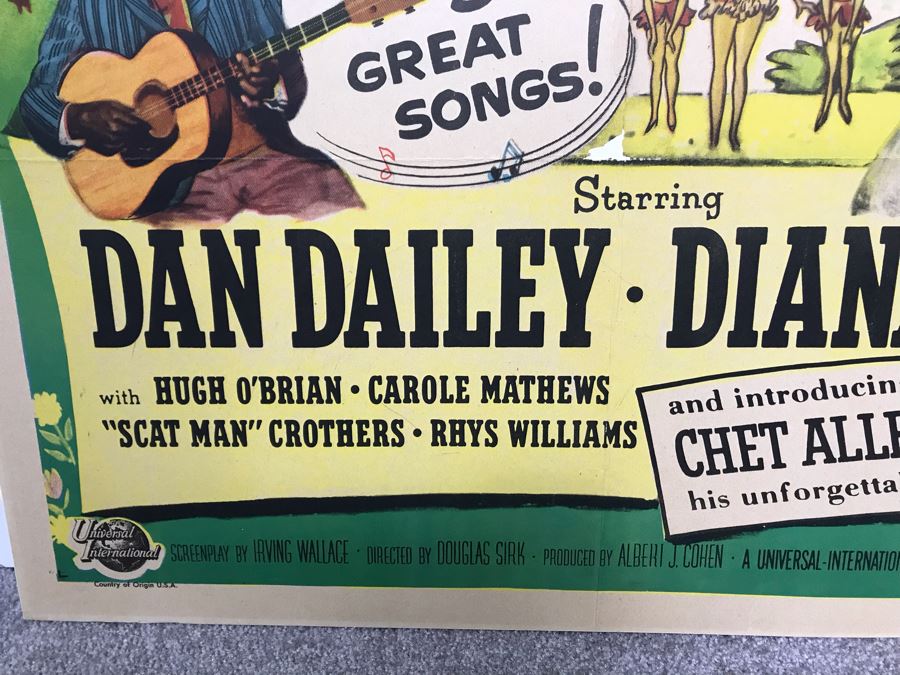 GREAT
SONGS!
Starring
DAN DAILEY • DIAN
with HUGH O'BRIAN • CAROLE MATHEWS
"SCAT MAN" CROTHERS • RHYS WILLIAMS
and introducin
CHET ALLE
his unforgetta
Universal
International
SCREENPLAY BY IRVING WALLACE · DIRECTED BY DOUGLAS SIRK · PRODUCED BY ALBERT J. COHEN · A UNIVERSAL-INTERNATION
Country of Origin U.S.A.